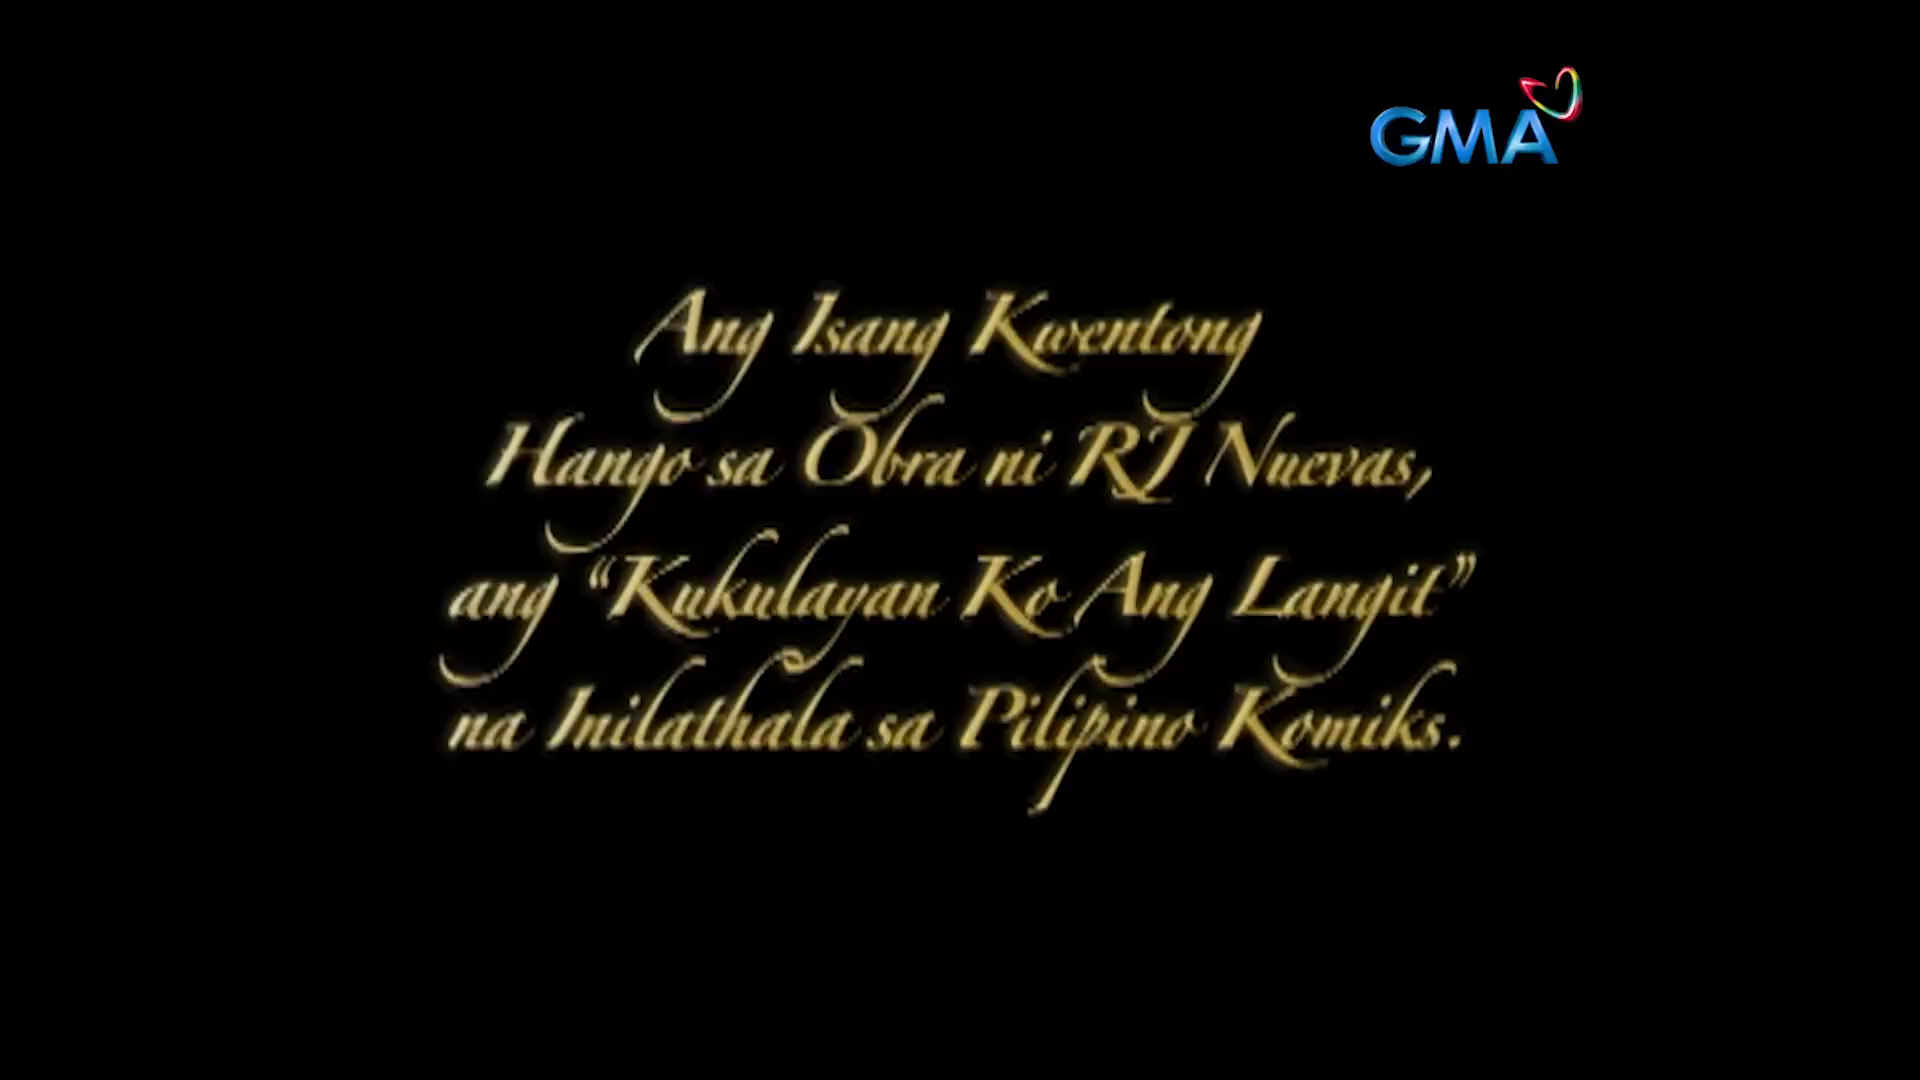 GMA
Ang Isang Kwentong
Hango sa Obra ni RJ Nuevas,
ang “Kukulayan Ko Ang Langit”
na Inilathala sa Pilipino Komiks.